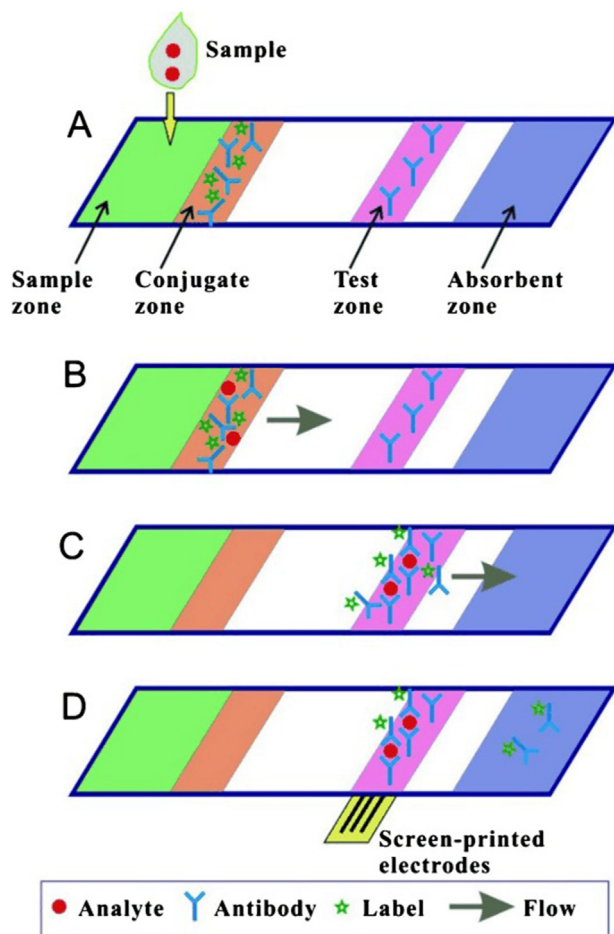 Sample
A
Sample zone
Conjugate zone
Test zone
Absorbent zone
B
C
D
Screen-printed
electrodes
Analyte Antibody Label Flow